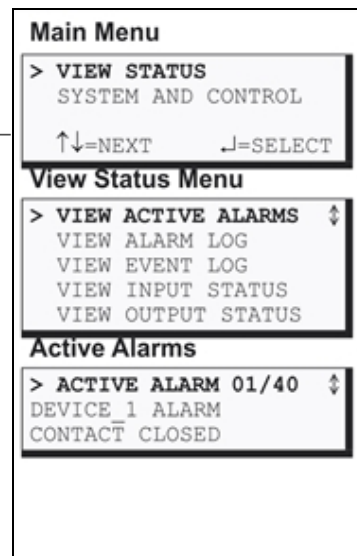 Main Menu
> VIEW STATUS
SYSTEM AND CONTROL
↑↓=NEXT ↵=SELECT
View Status Menu
> VIEW ACTIVE ALARMS ↕
VIEW ALARM LOG
VIEW EVENT LOG
VIEW INPUT STATUS
VIEW OUTPUT STATUS
Active Alarms
> ACTIVE ALARM 01/40 ↕
DEVICE_1 ALARM
CONTACT CLOSED